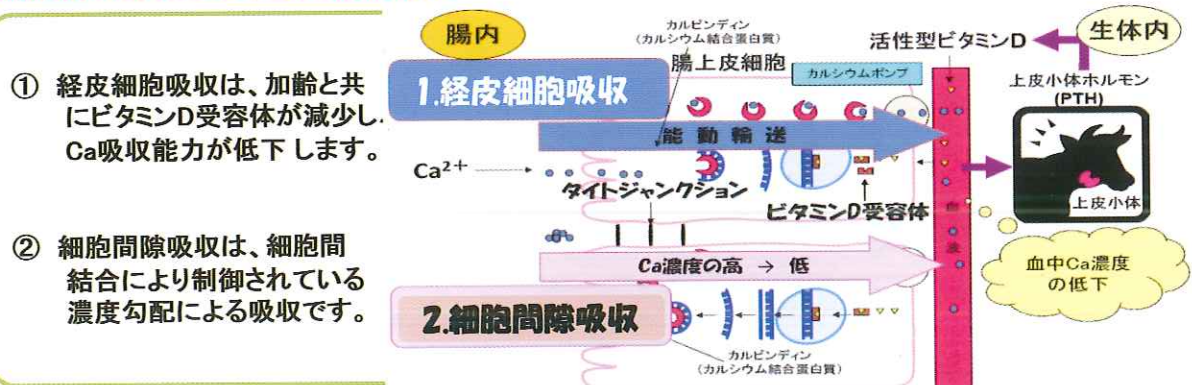 ① 経皮細胞吸収は、加齢と共
にビタミンD受容体が減少し、
Ca吸収能力が低下します。
② 細胞間隙吸収は、細胞間
結合により制御されている
濃度勾配による吸収です。
腸内
カルビンディン
(カルシウム結合蛋白質)
腸上皮細胞
カルシウムポンプ
活性型ビタミンD
生体内
上皮小体ホルモン
(PTH)
1.経皮細胞吸収
能動輸送
Ca²⁺
タイトジャンクション
ビタミンD受容体
上皮小体
血液
Ca濃度の高 → 低
血中Ca濃度
の低下
2.細胞間隙吸収
カルビンディン
(カルシウム結合蛋白質)